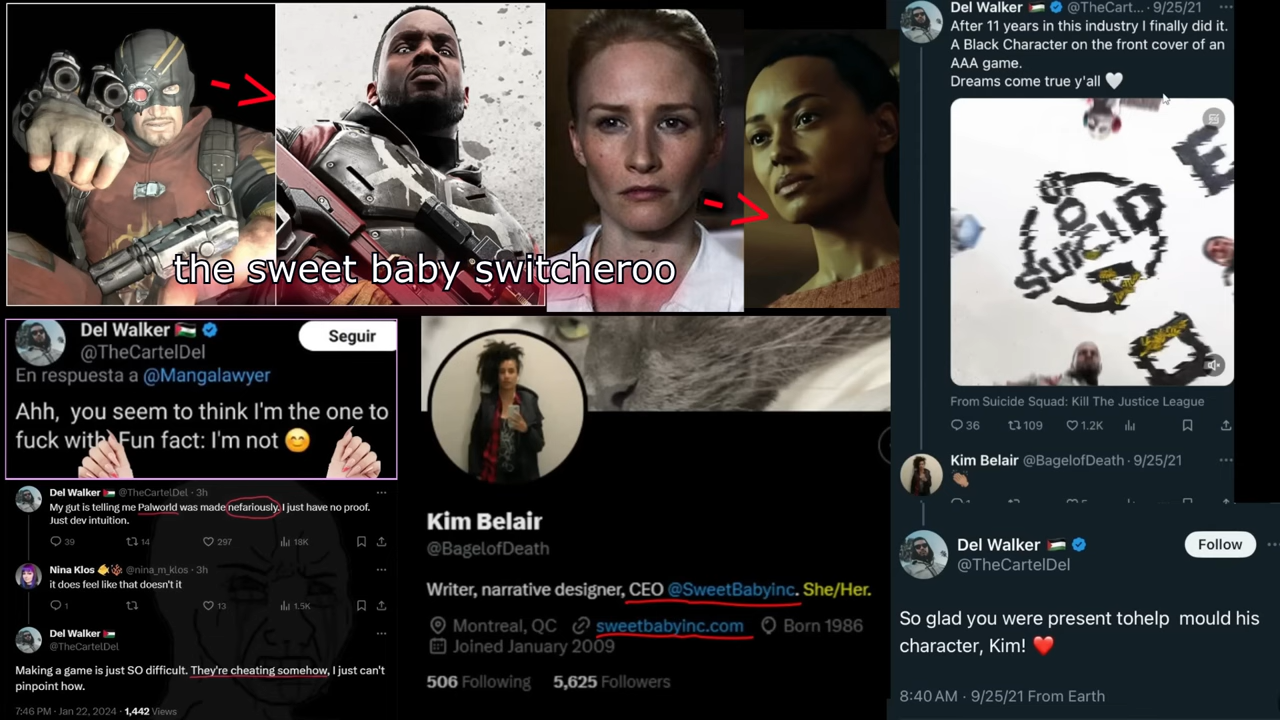 the sweet baby switcheroo
Del Walker 🇵🇸
@TheCartelDel
Seguir
En respuesta a @Mangalawyer
Ahh, you seem to think I'm the one to
fuck with Fun fact: I'm not 😊
Del Walker 🇵🇸 @TheCartelDel · 3h
My gut is telling me Palworld was made nefariously. I just have no proof.
Just dev intuition.
39 14 297 18K
Nina Klos @nina_m_klos · 3h
it does feel like that doesn't it
1 13 1.5K
Del Walker 🇵🇸
@TheCartelDel
Making a game is just SO difficult. They're cheating somehow, I just can't
pinpoint how.
7:46 PM · Jan 22, 2024 · 1,442 Views
Kim Belair
@BagelofDeath
Writer, narrative designer, CEO @SweetBabyinc. She/Her.
Montreal, QC sweetbabyinc.com Born 1986
Joined January 2009
506 Following 5,625 Followers
Del Walker 🇵🇸 @TheCart... · 9/25/21
After 11 years in this industry I finally did it.
A Black Character on the front cover of an
AAA game.
Dreams come true y'all 🤍
SUICID
From Suicide Squad: Kill The Justice League
36 109 1.2K
Kim Belair @BagelofDeath · 9/25/21
👏🏾
Del Walker 🇵🇸
@TheCartelDel
Follow
So glad you were present tohelp mould his
character, Kim! ❤️
8:40 AM · 9/25/21 From Earth